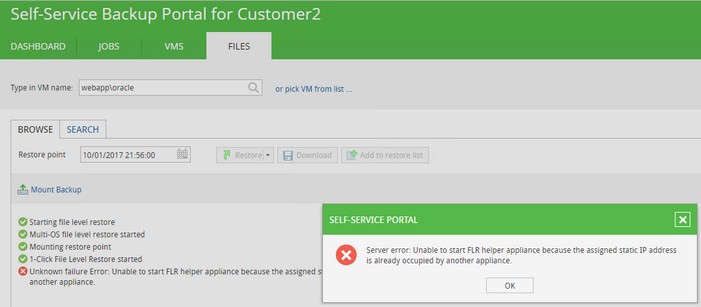 Self-Service Backup Portal for Customer2
DASHBOARD JOBS VMS FILES
Type in VM name: webapp\oracle or pick VM from list ...
BROWSE SEARCH
Restore point 10/01/2017 21:56:00 Restore Download Add to restore list
Mount Backup
Starting file level restore
Multi-OS file level restore started
Mounting restore point
1-Click File Level Restore started
Unknown failure Error: Unable to start FLR helper appliance because the assigned s
another appliance.
SELF-SERVICE PORTAL
Server error: Unable to start FLR helper appliance because the assigned static IP address
is already occupied by another appliance.
OK